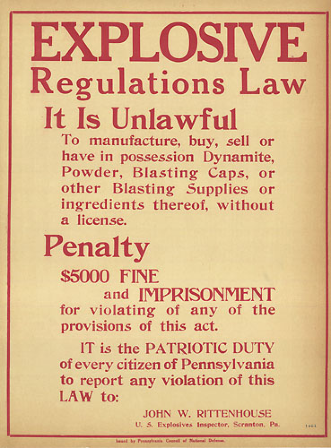 EXPLOSIVE
Regulations Law
It Is Unlawful
To manufacture, buy, sell or
have in possession Dynamite,
Powder, Blasting Caps, or
other Blasting Supplies or
ingredients thereof, without
a license.
Penalty
$5000 FINE
and IMPRISONMENT
for violating of any of the
provisions of this act.
IT is the PATRIOTIC DUTY
of every citizen of Pennsylvania
to report any violation of this
LAW to:
JOHN W. RITTENHOUSE
U. S. Explosives Inspector, Scranton, Pa.
Issued by Pennsylvania Council of National Defense.